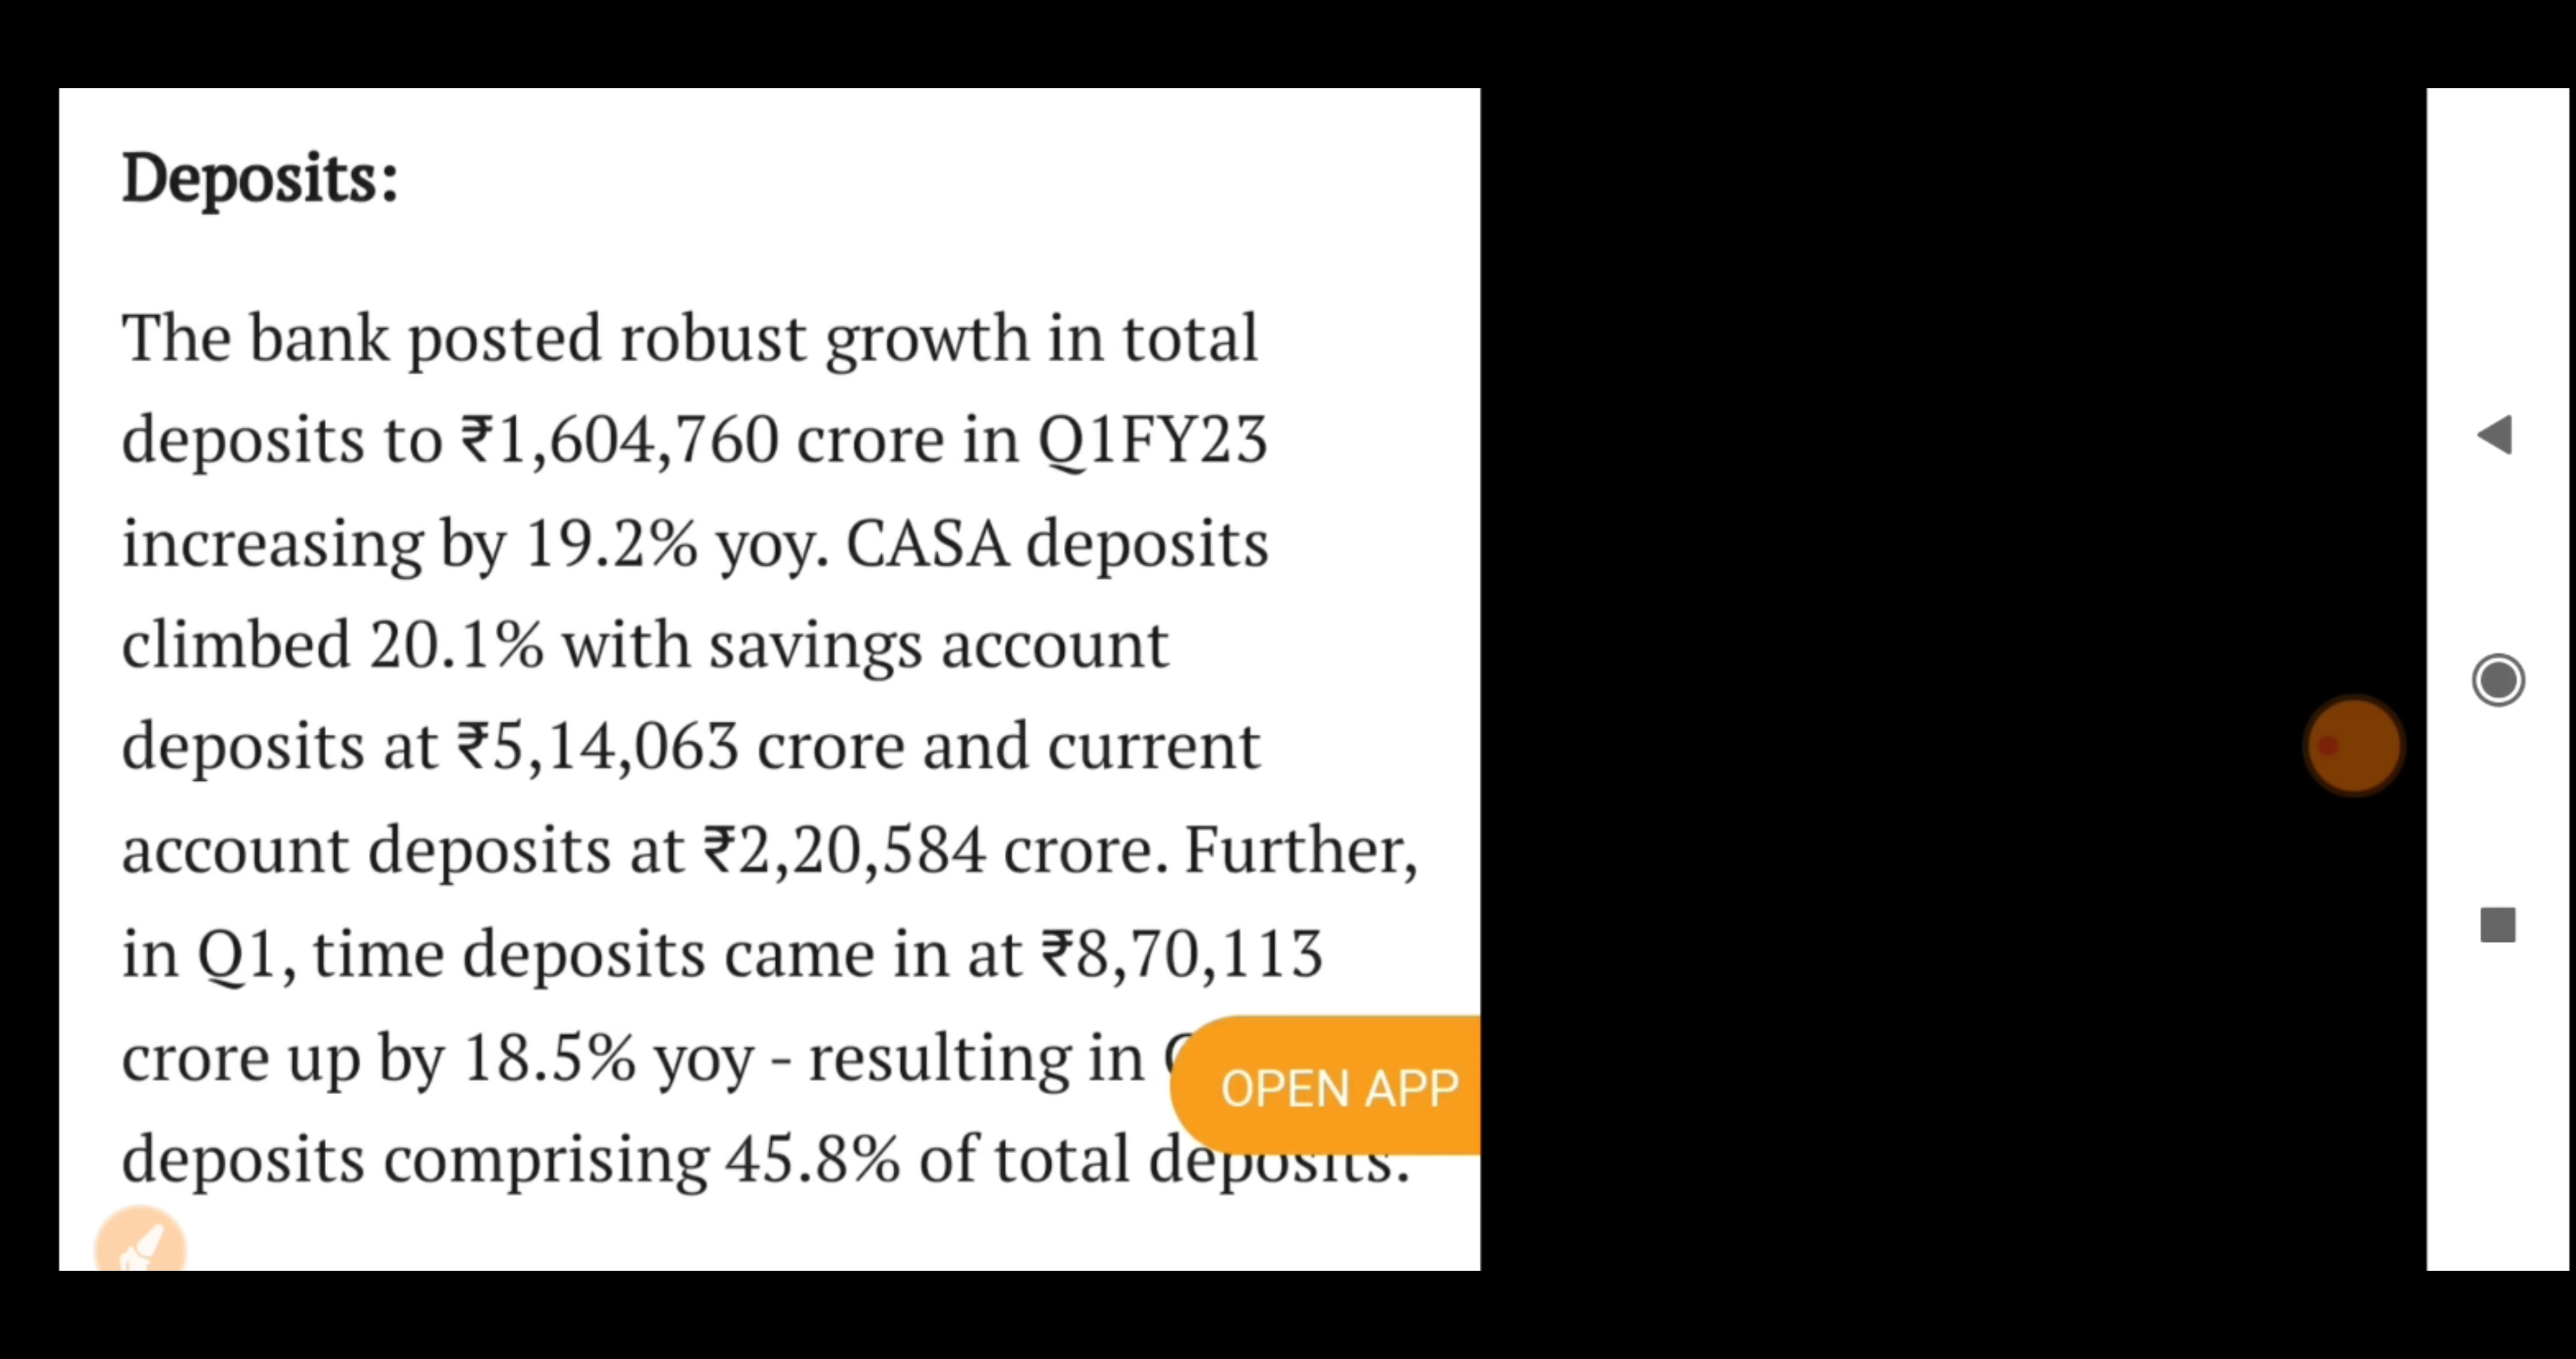 Deposits:
The bank posted robust growth in total
deposits to ₹1,604,760 crore in Q1FY23
increasing by 19.2% yoy. CASA deposits
climbed 20.1% with savings account
deposits at ₹5,14,063 crore and current
account deposits at ₹2,20,584 crore. Further,
in Q1, time deposits came in at ₹8,70,113
crore up by 18.5% yoy - resulting in
OPEN APP
deposits comprising 45.8% of total deposits.